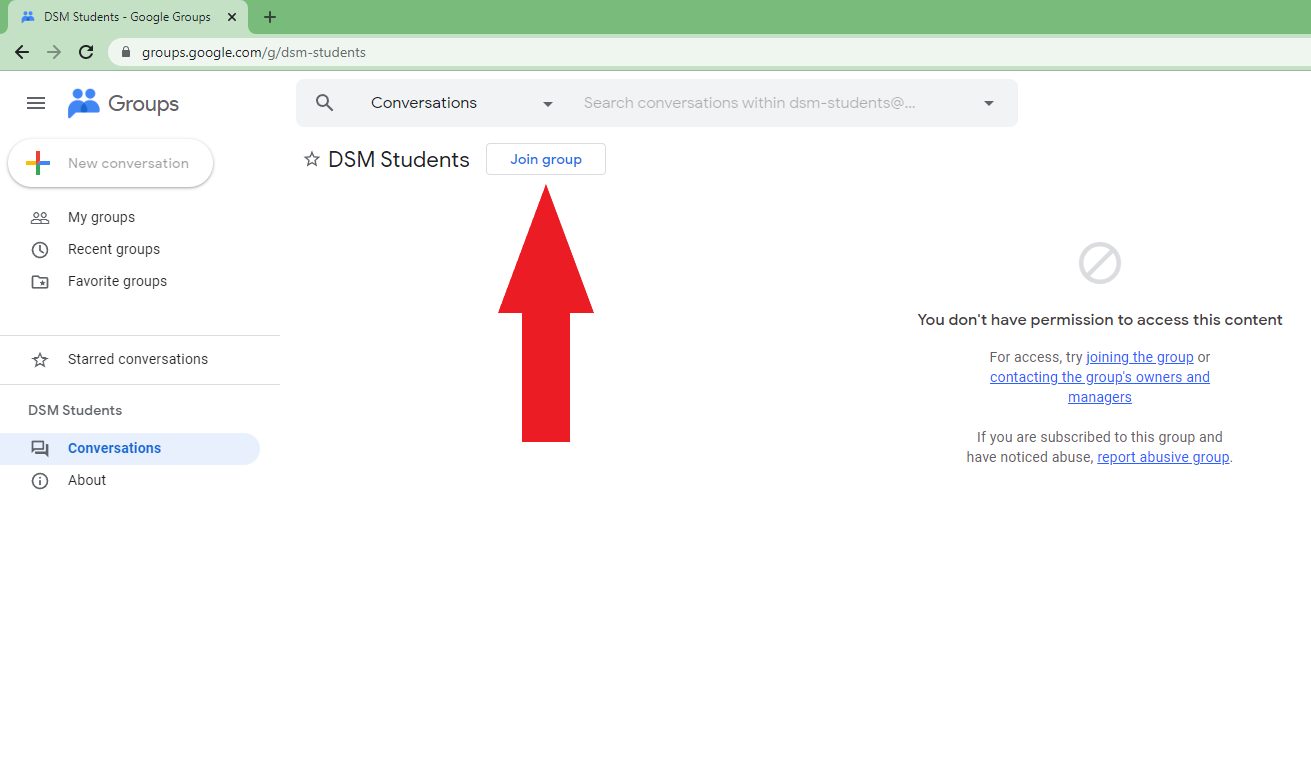 DSM Students - Google Groups
groups.google.com/g/dsm-students
Groups
Conversations
Search conversations within dsm-students@...
New conversation
DSM Students
Join group
My groups
Recent groups
Favorite groups
Starred conversations
DSM Students
Conversations
About
You don't have permission to access this content
For access, try joining the group or
contacting the group's owners and
managers
If you are subscribed to this group and
have noticed abuse, report abusive group.